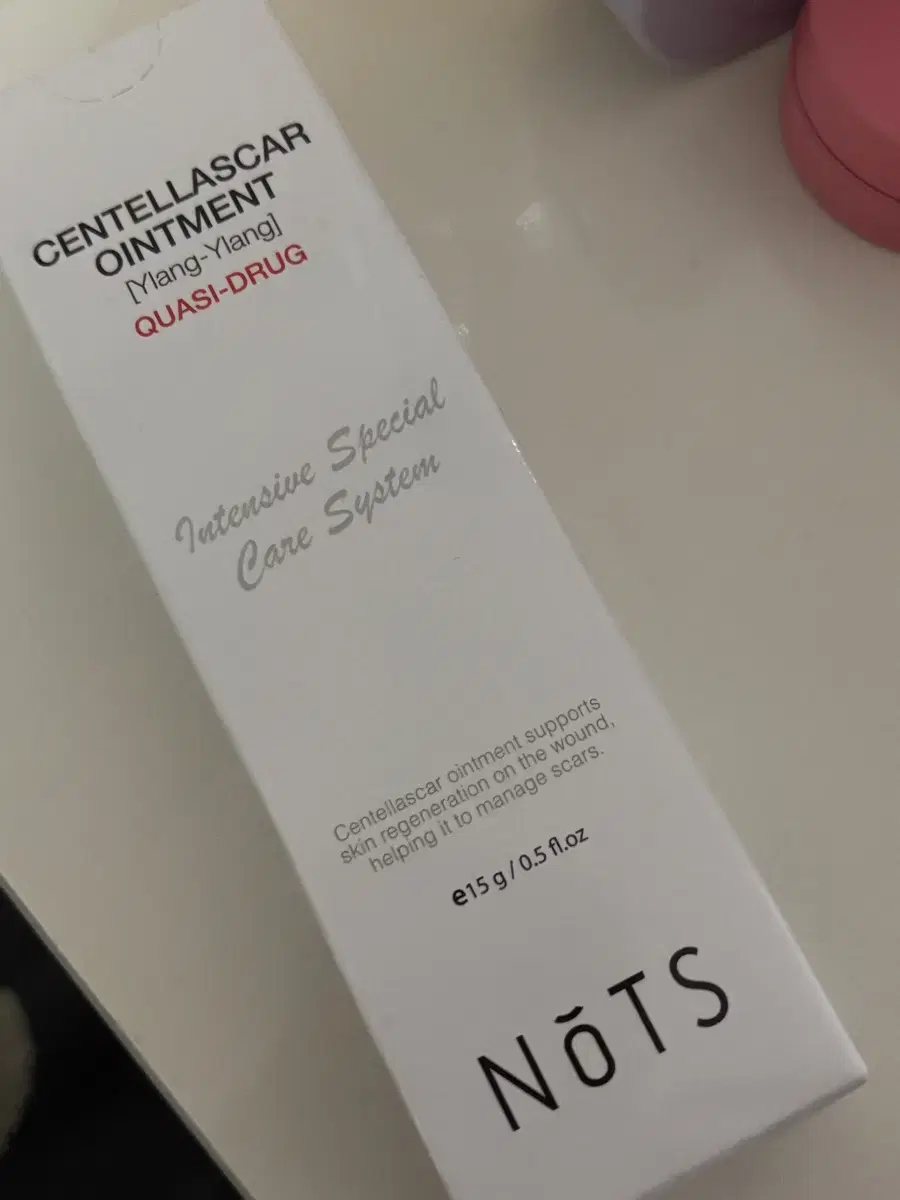 CENTELLASCAR
OINTMENT
[Ylang-Ylang]
QUASI-DRUG
Intensive Special
Care System
Centellascar ointment supports
skin regeneration on the wound,
helping it to manage scars.
e15 g / 0.5 fl.oz
NŏTS